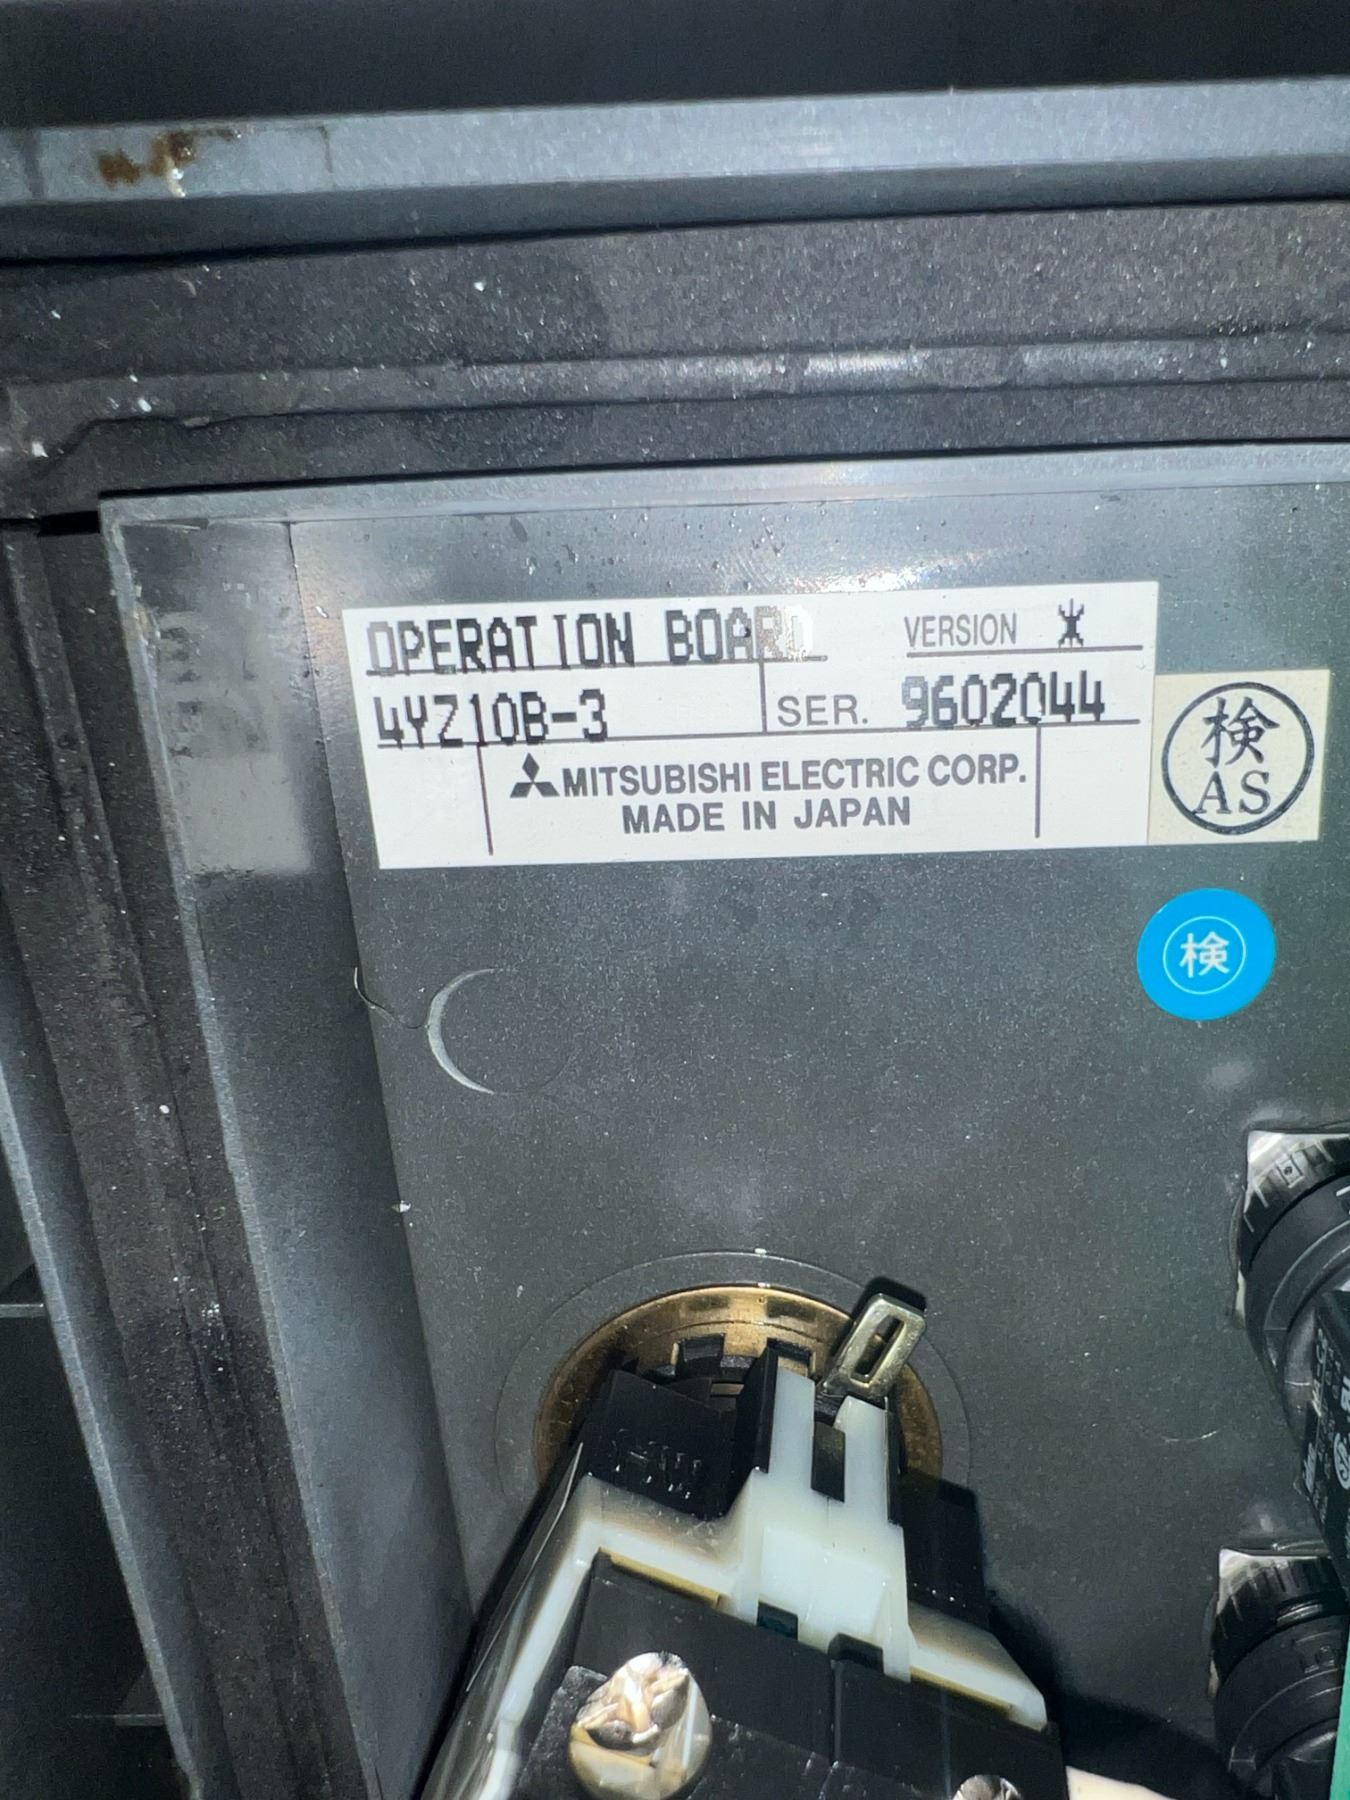 OPERATION BOARD
VERSION ⚹
4YZ10B-3
SER. 9602044
MITSUBISHI ELECTRIC CORP.
MADE IN JAPAN
検
AS
検